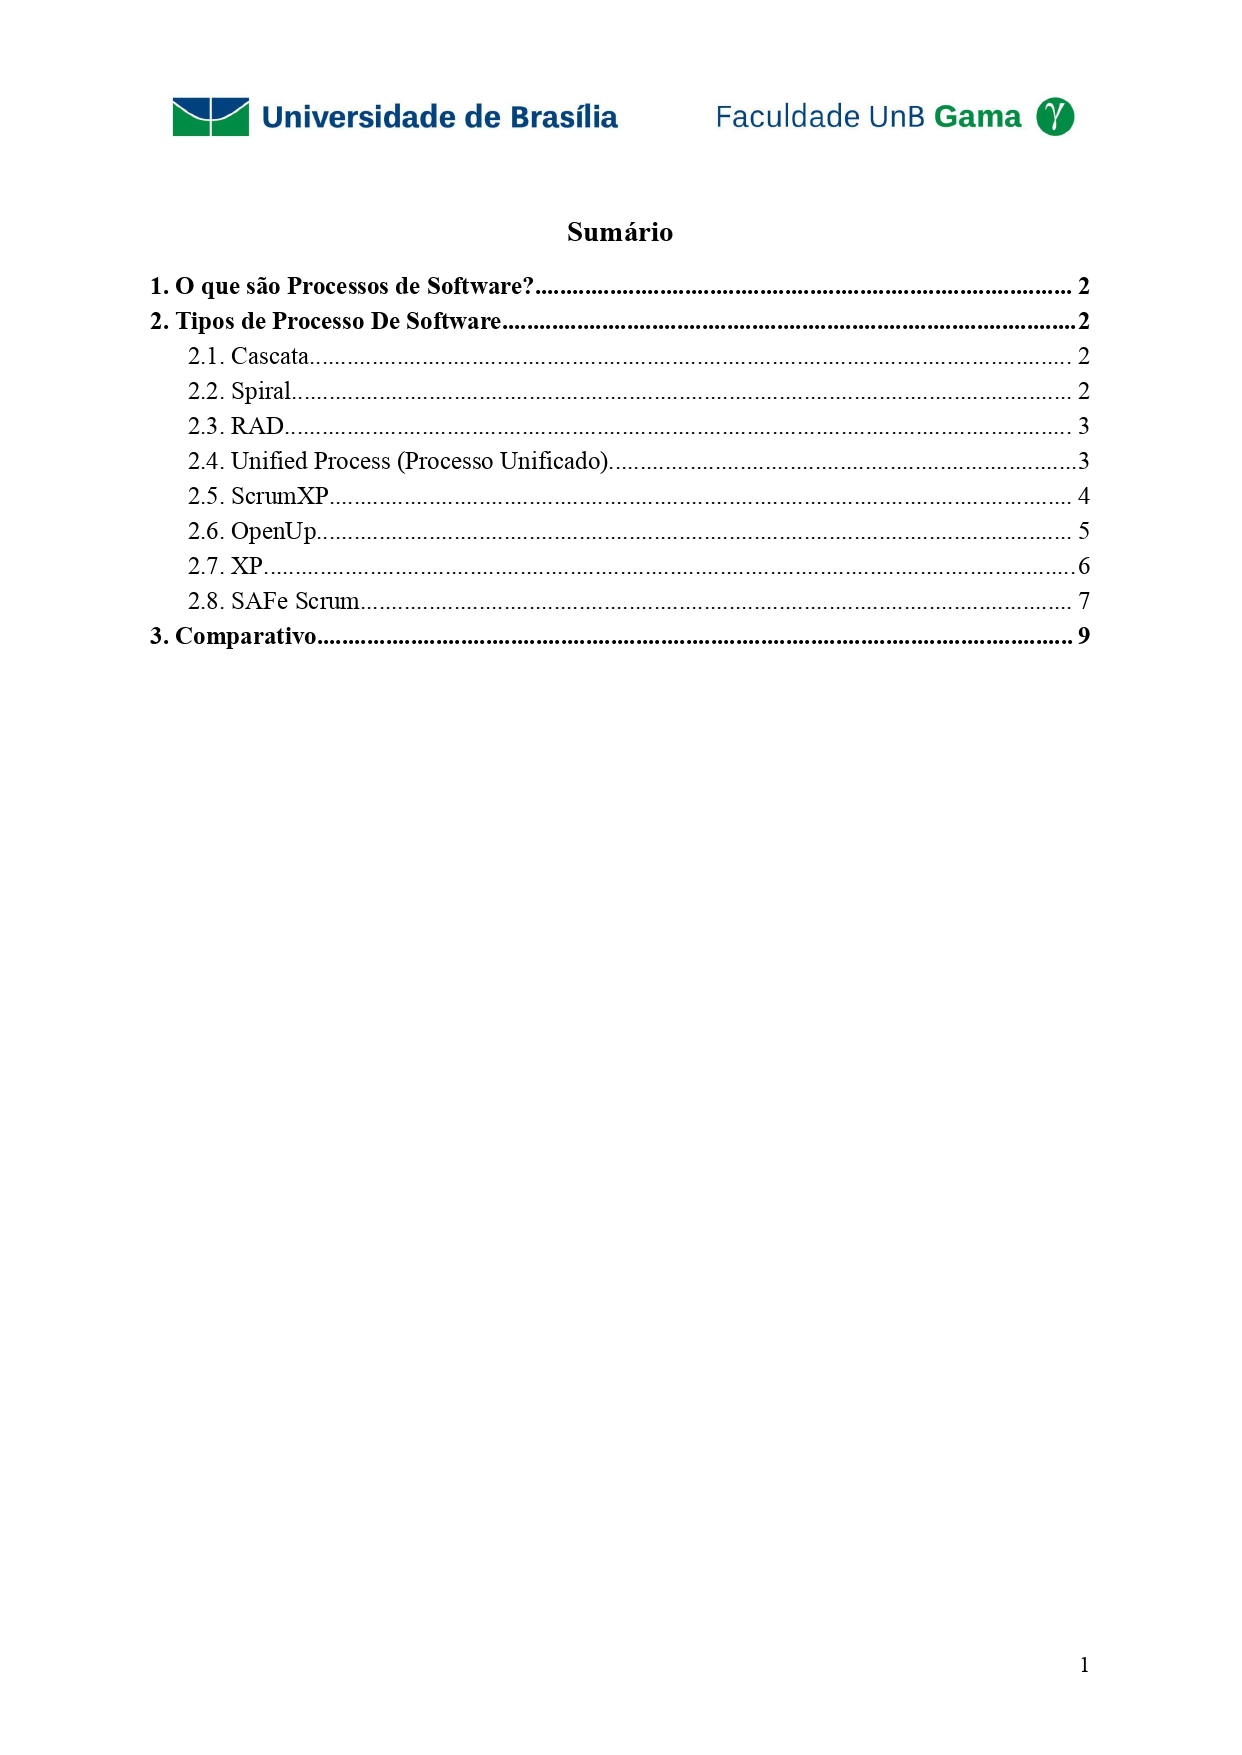 Universidade de Brasília Faculdade UnB Gama
Sumário
1. O que são Processos de Software?...................................................................................... 2
2. Tipos de Processo De Software............................................................................................2
2.1. Cascata.......................................................................................................................... 2
2.2. Spiral............................................................................................................................. 2
2.3. RAD.............................................................................................................................. 3
2.4. Unified Process (Processo Unificado)...........................................................................3
2.5. ScrumXP....................................................................................................................... 4
2.6. OpenUp......................................................................................................................... 5
2.7. XP..................................................................................................................................6
2.8. SAFe Scrum.................................................................................................................. 7
3. Comparativo......................................................................................................................... 9
1